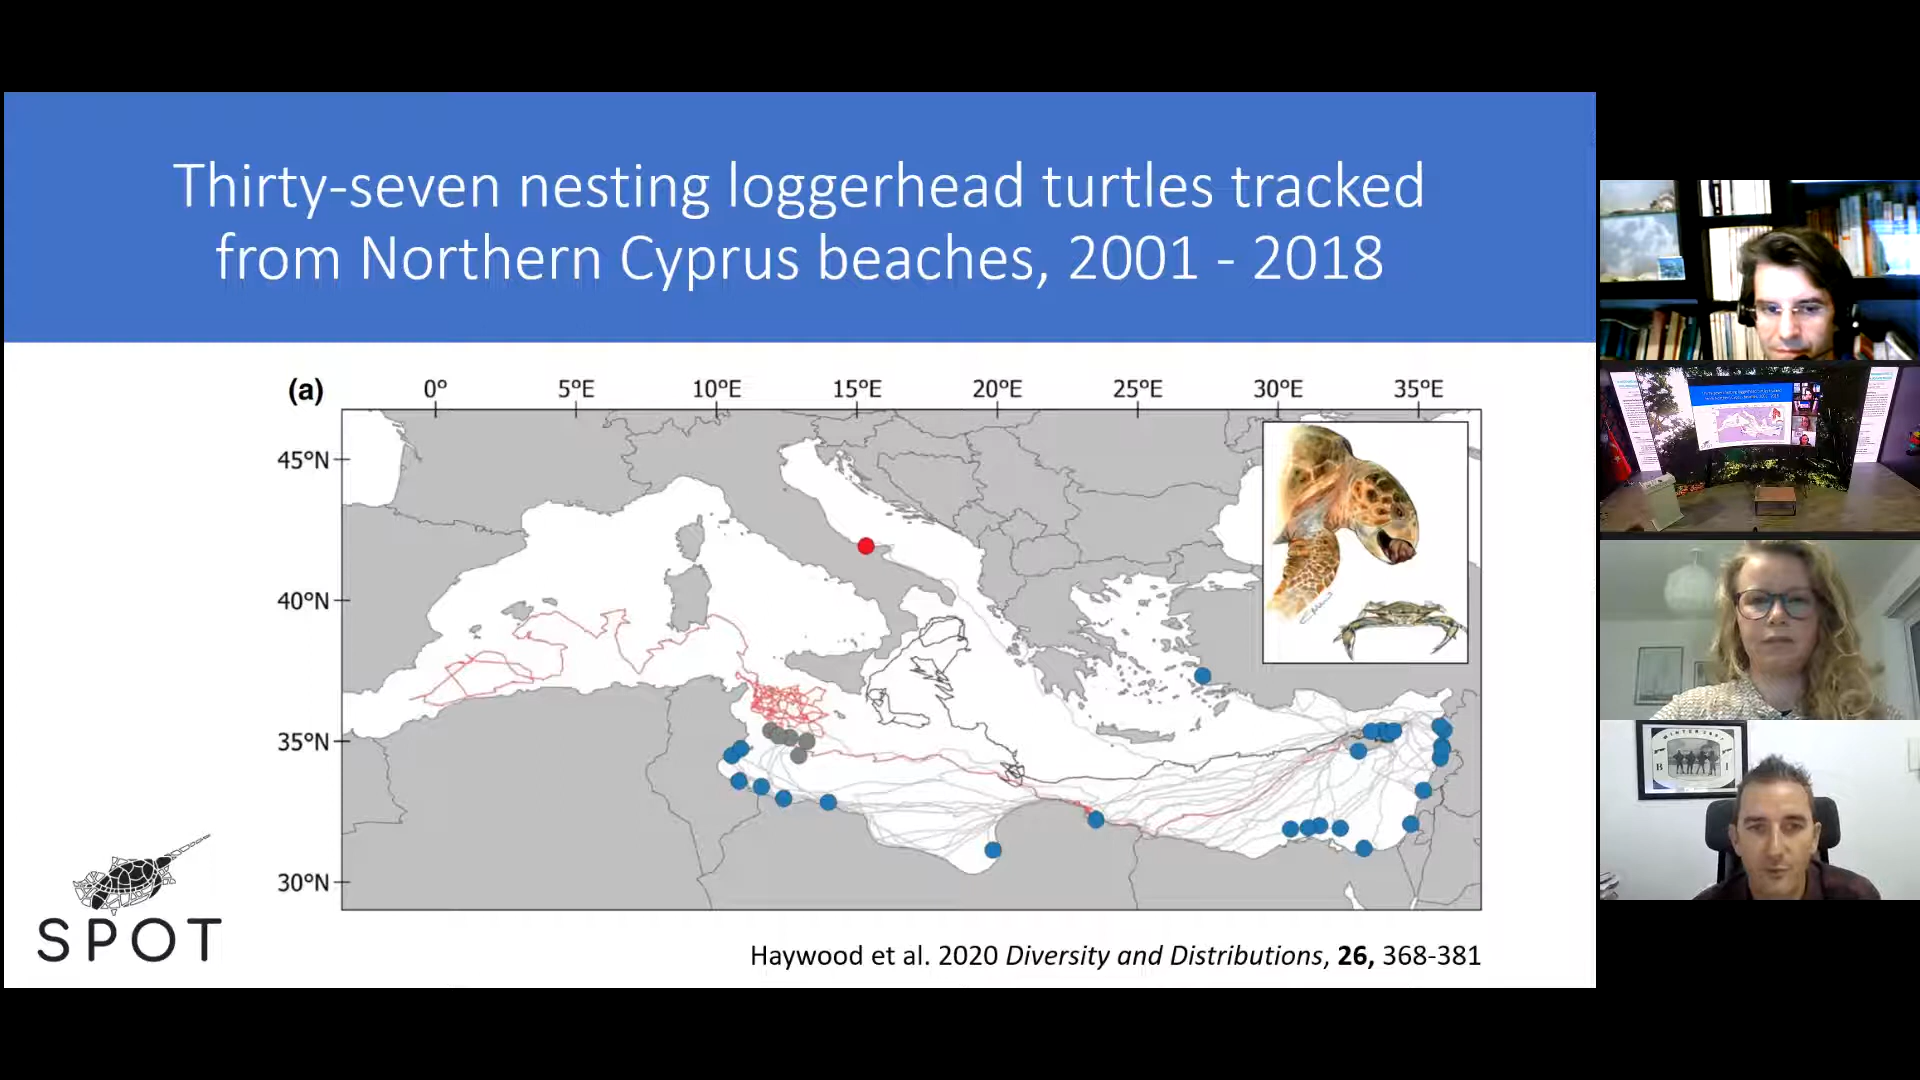 Thirty-seven nesting loggerhead turtles tracked
from Northern Cyprus beaches, 2001 - 2018
(a)
0° 5°E 10°E 15°E 20°E 25°E 30°E 35°E
45°N
40°N
35°N
30°N
SPOT
Haywood et al. 2020 Diversity and Distributions, 26, 368-381